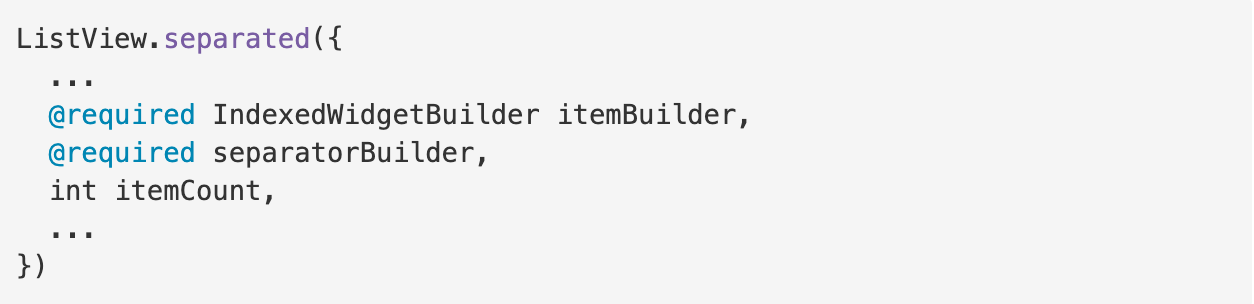 ListView.separated({
  ...
  @required IndexedWidgetBuilder itemBuilder,
  @required separatorBuilder,
  int itemCount,
  ...
})